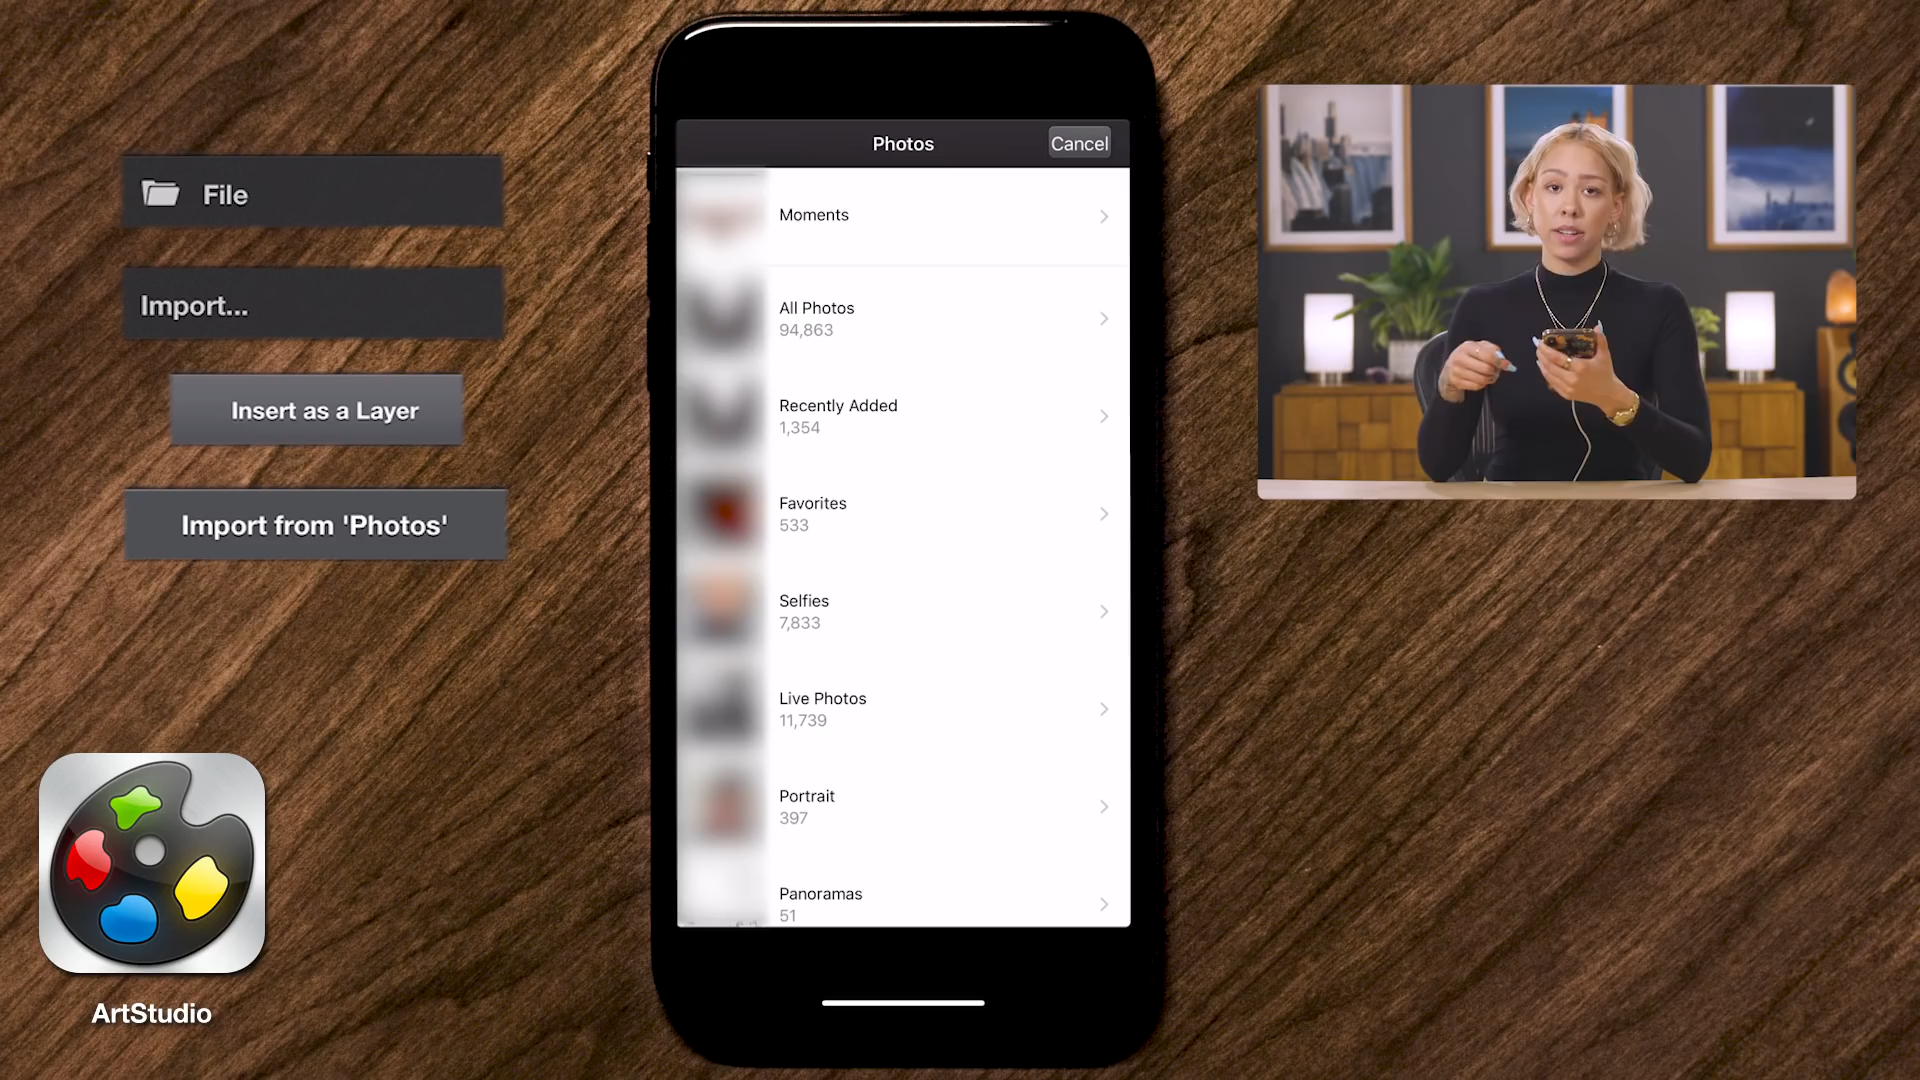 File
Import...
Insert as a Layer
Import from 'Photos'
ArtStudio
Photos
Cancel
Moments
All Photos
94,863
Recently Added
1,354
Favorites
533
Selfies
7,833
Live Photos
11,739
Portrait
397
Panoramas
51